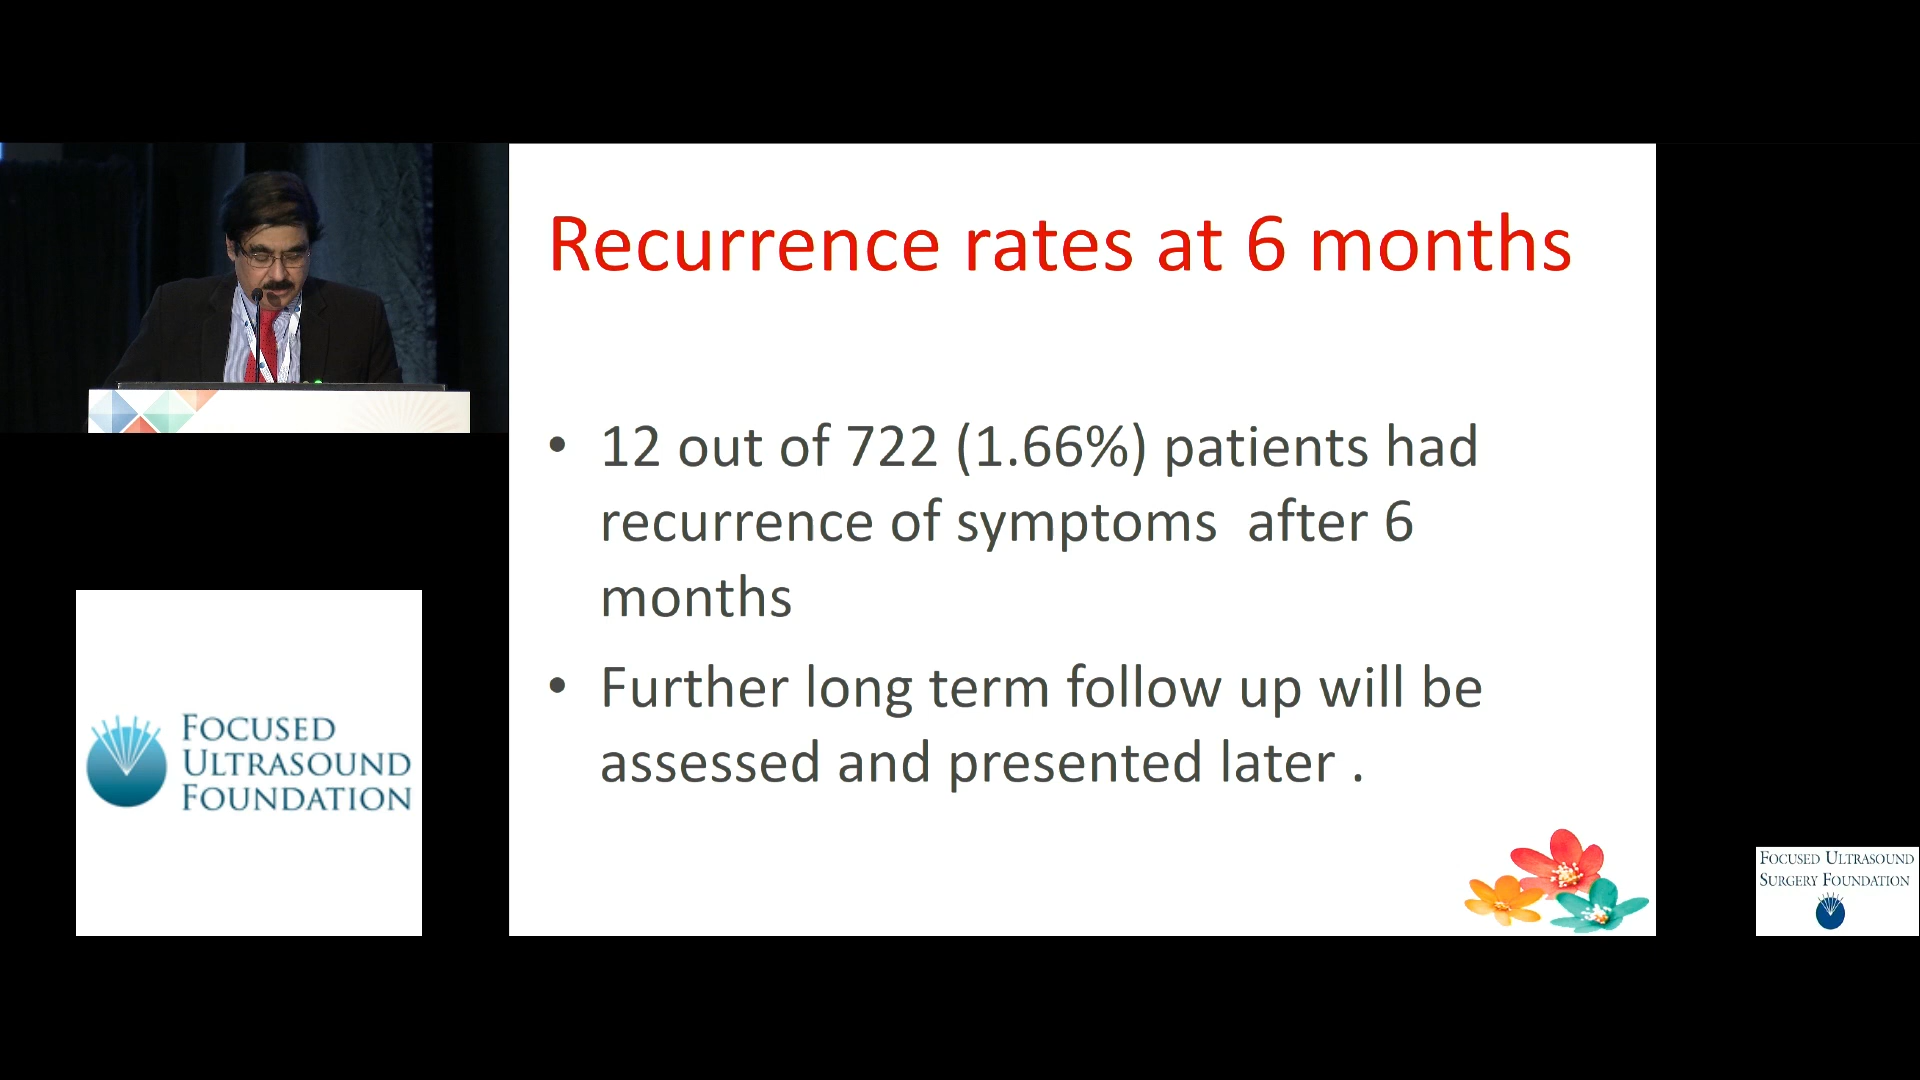 Recurrence rates at 6 months
• 12 out of 722 (1.66%) patients had
recurrence of symptoms after 6
months
• Further long term follow up will be
assessed and presented later .
FOCUSED
ULTRASOUND
FOUNDATION
FOCUSED ULTRASOUND
SURGERY FOUNDATION